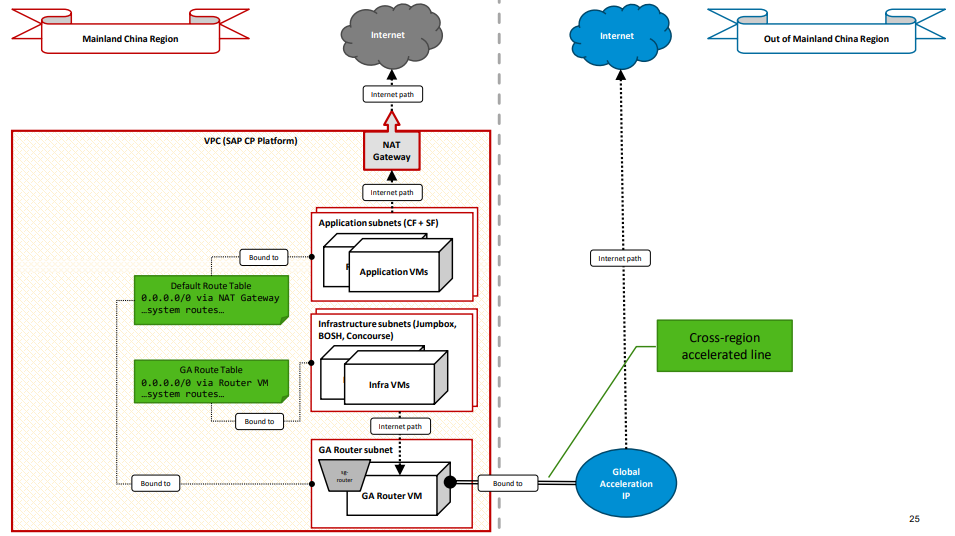 Mainland China Region
Internet
Internet
Out of Mainland China Region
Internet path
VPC (SAP CP Platform)
NAT
Gateway
Internet path
Application subnets (CF + SF)
Application VMs
Bound to
Internet path
Default Route Table
0.0.0.0/0 via NAT Gateway
…system routes…
Infrastructure subnets (Jumpbox,
BOSH, Concourse)
Infra VMs
Cross-region
accelerated line
GA Route Table
0.0.0.0/0 via Router VM
…system routes…
Bound to
Internet path
GA Router subnet
sg-
router
GA Router VM
Bound to
Bound to
Global
Acceleration
IP
25